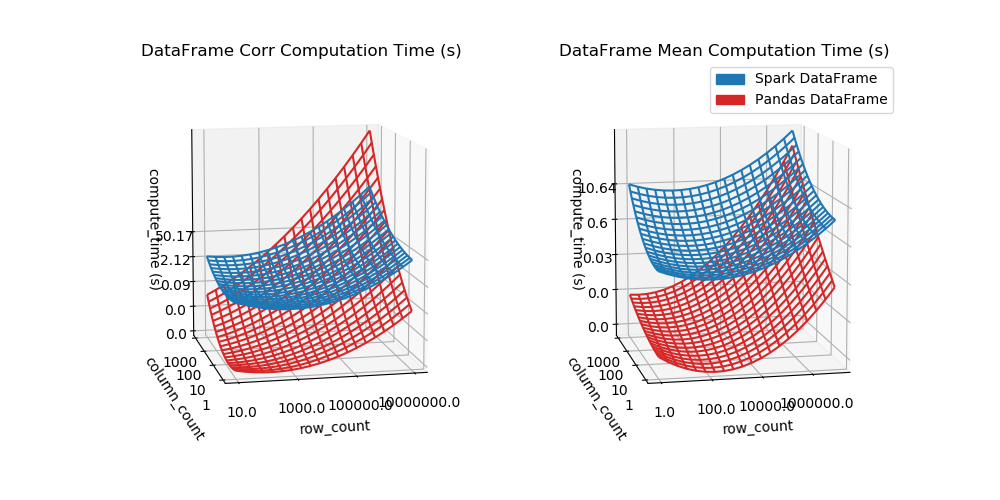 DataFrame Corr Computation Time (s)
compute_time (s)
50.17
2.12
0.09
0.0
0.0
1000
100
10
1
column_count
10.0
1000.0
100000.0
10000000.0
row_count
DataFrame Mean Computation Time (s)
Spark DataFrame
Pandas DataFrame
compute_time (s)
10.64
0.6
0.03
0.0
0.0
1000
100
10
1
column_count
1.0
100.0
10000.0
1000000.0
row_count